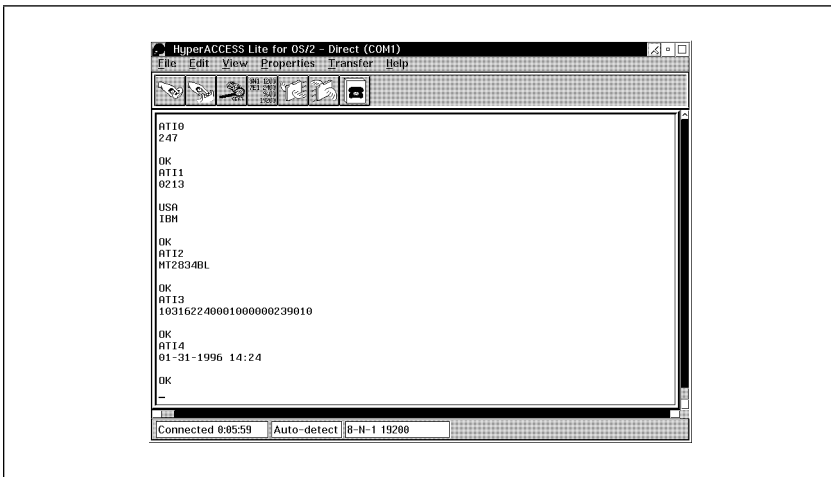 HyperACCESS Lite for OS/2 - Direct (COM1)
File Edit View Properties Transfer Help
ATI0
247
OK
ATI1
0213
USA
IBM
OK
ATI2
MT2834BL
OK
ATI3
103162240001000000239010
OK
ATI4
01-31-1996 14:24
OK
Connected 0:05:59 Auto-detect 8-N-1 19200